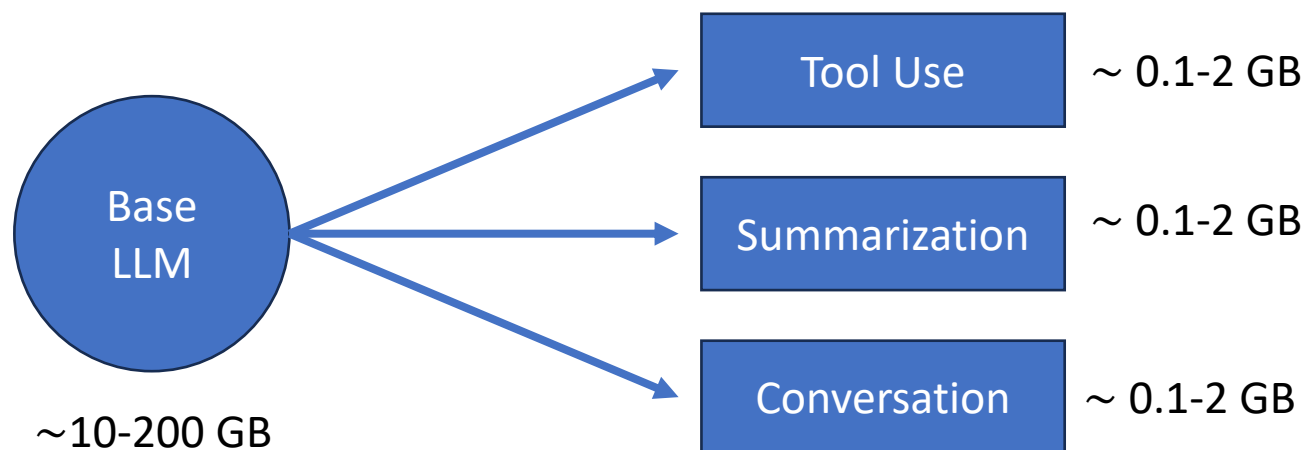 Tool Use
~ 0.1-2 GB
Base
LLM
Summarization
~ 0.1-2 GB
Conversation
~ 0.1-2 GB
~10-200 GB